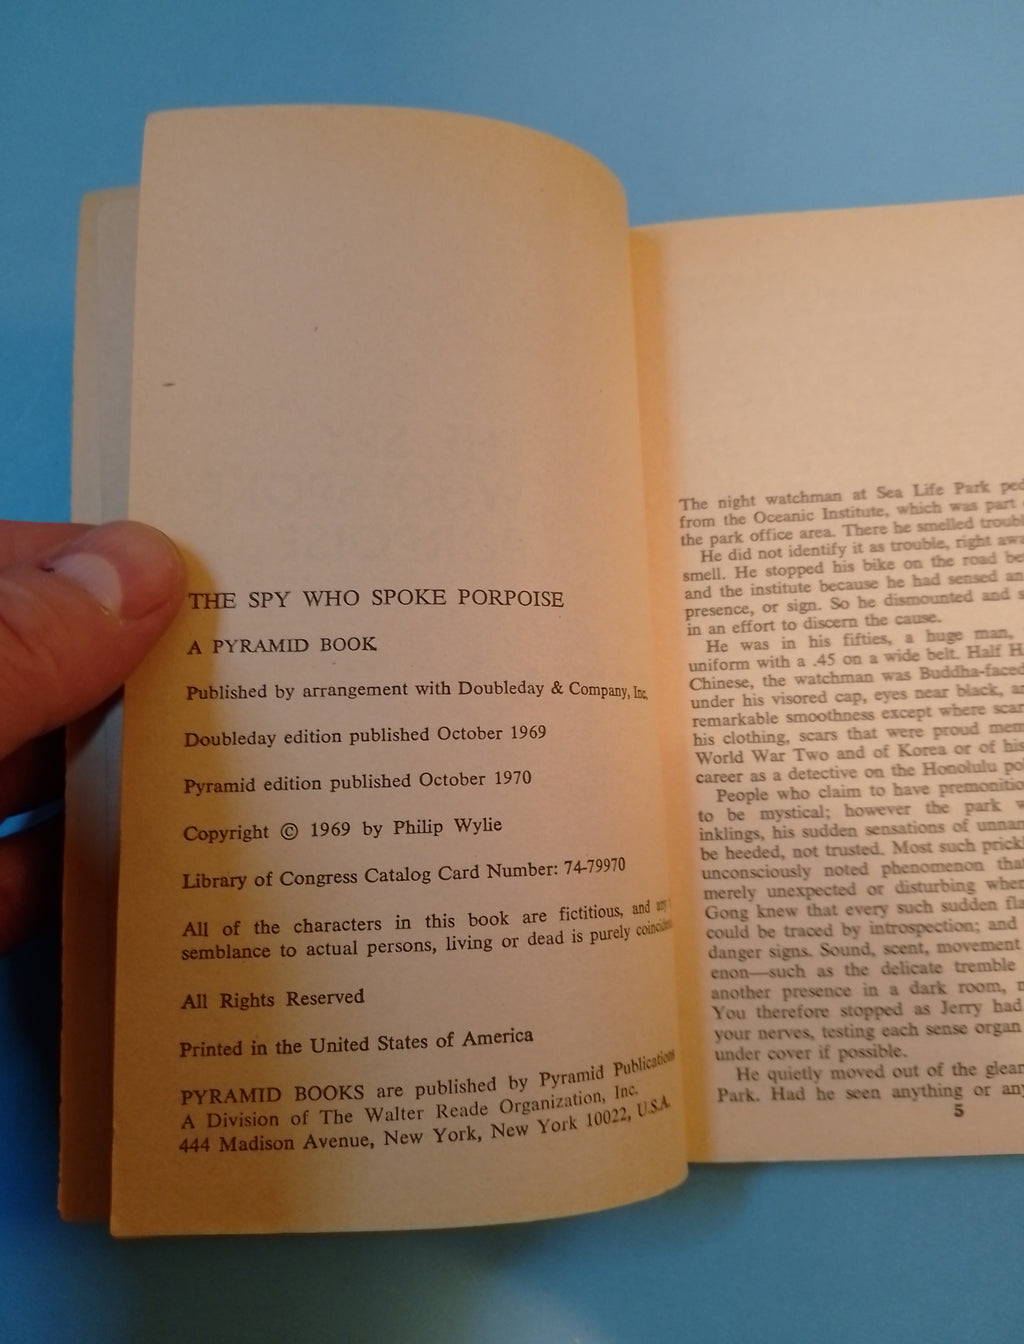 THE SPY WHO SPOKE PORPOISE
A PYRAMID BOOK
Published by arrangement with Doubleday & Company, Inc.
Doubleday edition published October 1969
Pyramid edition published October 1970
Copyright © 1969 by Philip Wylie
Library of Congress Catalog Card Number: 74-79970
All of the characters in this book are fictitious, and any
semblance to actual persons, living or dead is purely
All Rights Reserved
Printed in the United States of America
PYRAMID BOOKS are published by Pyramid Publications
A Division of The Walter Reade Organization, Inc.
444 Madison Avenue, New York, New York 10022, U.S.A.
The night watchman at Sea Life Park
from the Oceanic Institute, which was part
the park office area. There he smelled
He did not identify it as trouble, right
smell. He stopped his bike on the road
and the institute because he had sensed
presence, or sign. So he dismounted and
in an effort to discern the cause.
He was in his fifties, a huge man,
uniform with a .45 on a wide belt. Half
Chinese, the watchman was Buddha-faced
under his visored cap, eyes near black,
remarkable smoothness except where
his clothing, scars that were proud
World War Two and of Korea or of his
career as a detective on the Honolulu
People who claim to have
to be mystical; however the park
inklings, his sudden sensations of
be heeded, not trusted. Most such
unconsciously noted phenomenon
merely unexpected or disturbing
Gong knew that every such sudden
could be traced by introspection; and
danger signs. Sound, scent, movement
enon—such as the delicate tremble
another presence in a dark room,
You therefore stopped as Jerry had
your nerves, testing each sense organ
under cover if possible.
He quietly moved out of the
Park. Had he seen anything or
5